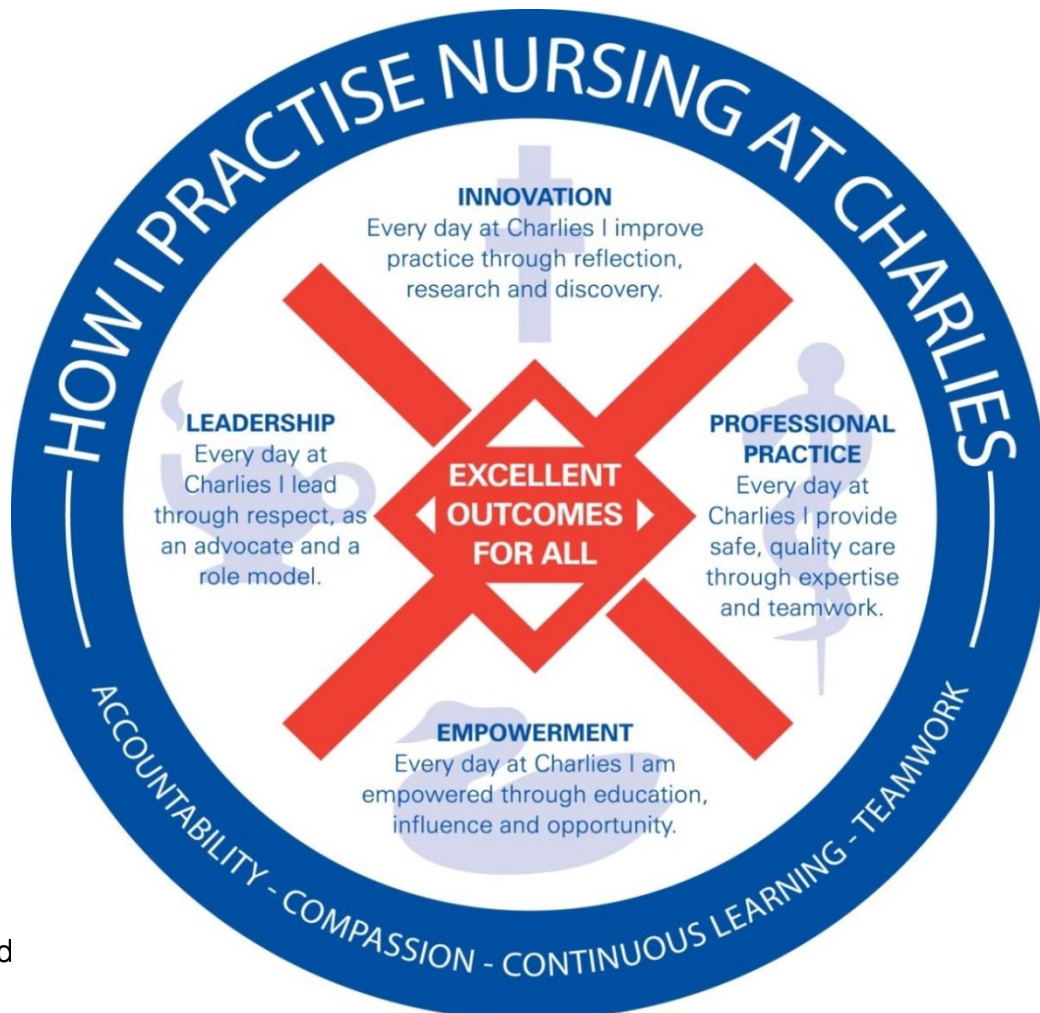 HOW I PRACTISE NURSING AT CHARLIES
INNOVATION
Every day at Charlies I improve
practice through reflection,
research and discovery.
LEADERSHIP
Every day at
Charlies I lead
through respect, as
an advocate and a
role model.
EXCELLENT
OUTCOMES
FOR ALL
PROFESSIONAL
PRACTICE
Every day at
Charlies I provide
safe, quality care
through expertise
and teamwork.
EMPOWERMENT
Every day at Charlies I am
empowered through education,
influence and opportunity.
ACCOUNTABILITY - COMPASSION - CONTINUOUS LEARNING - TEAMWORK
d